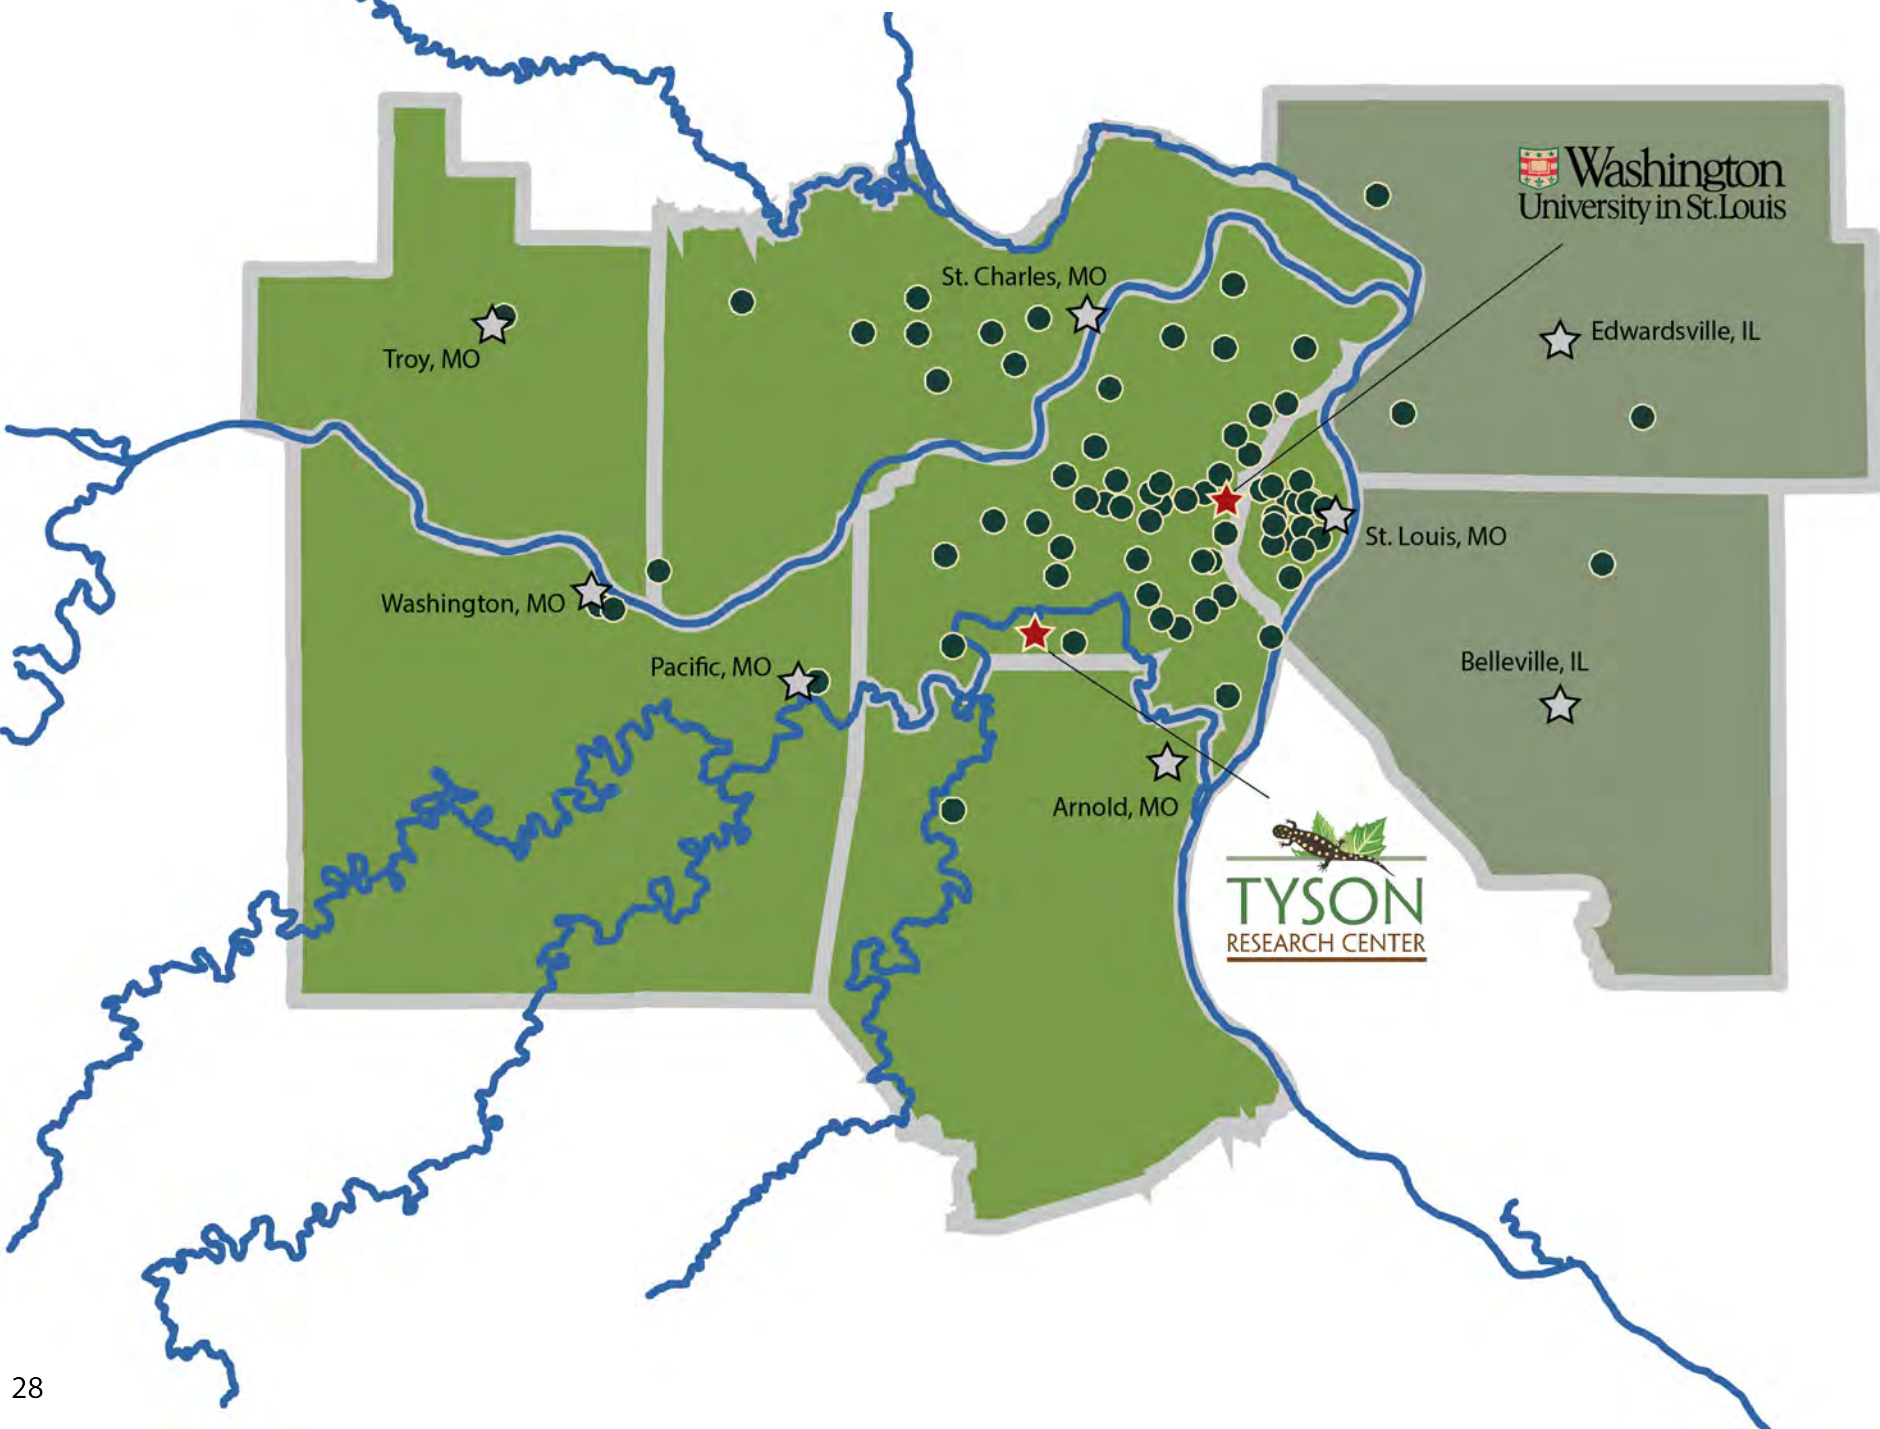 Washington
University in St.Louis
St. Charles, MO
Edwardsville, IL
Troy, MO
St. Louis, MO
Washington, MO
Pacific, MO
Belleville, IL
Arnold, MO
TYSON
RESEARCH CENTER
28